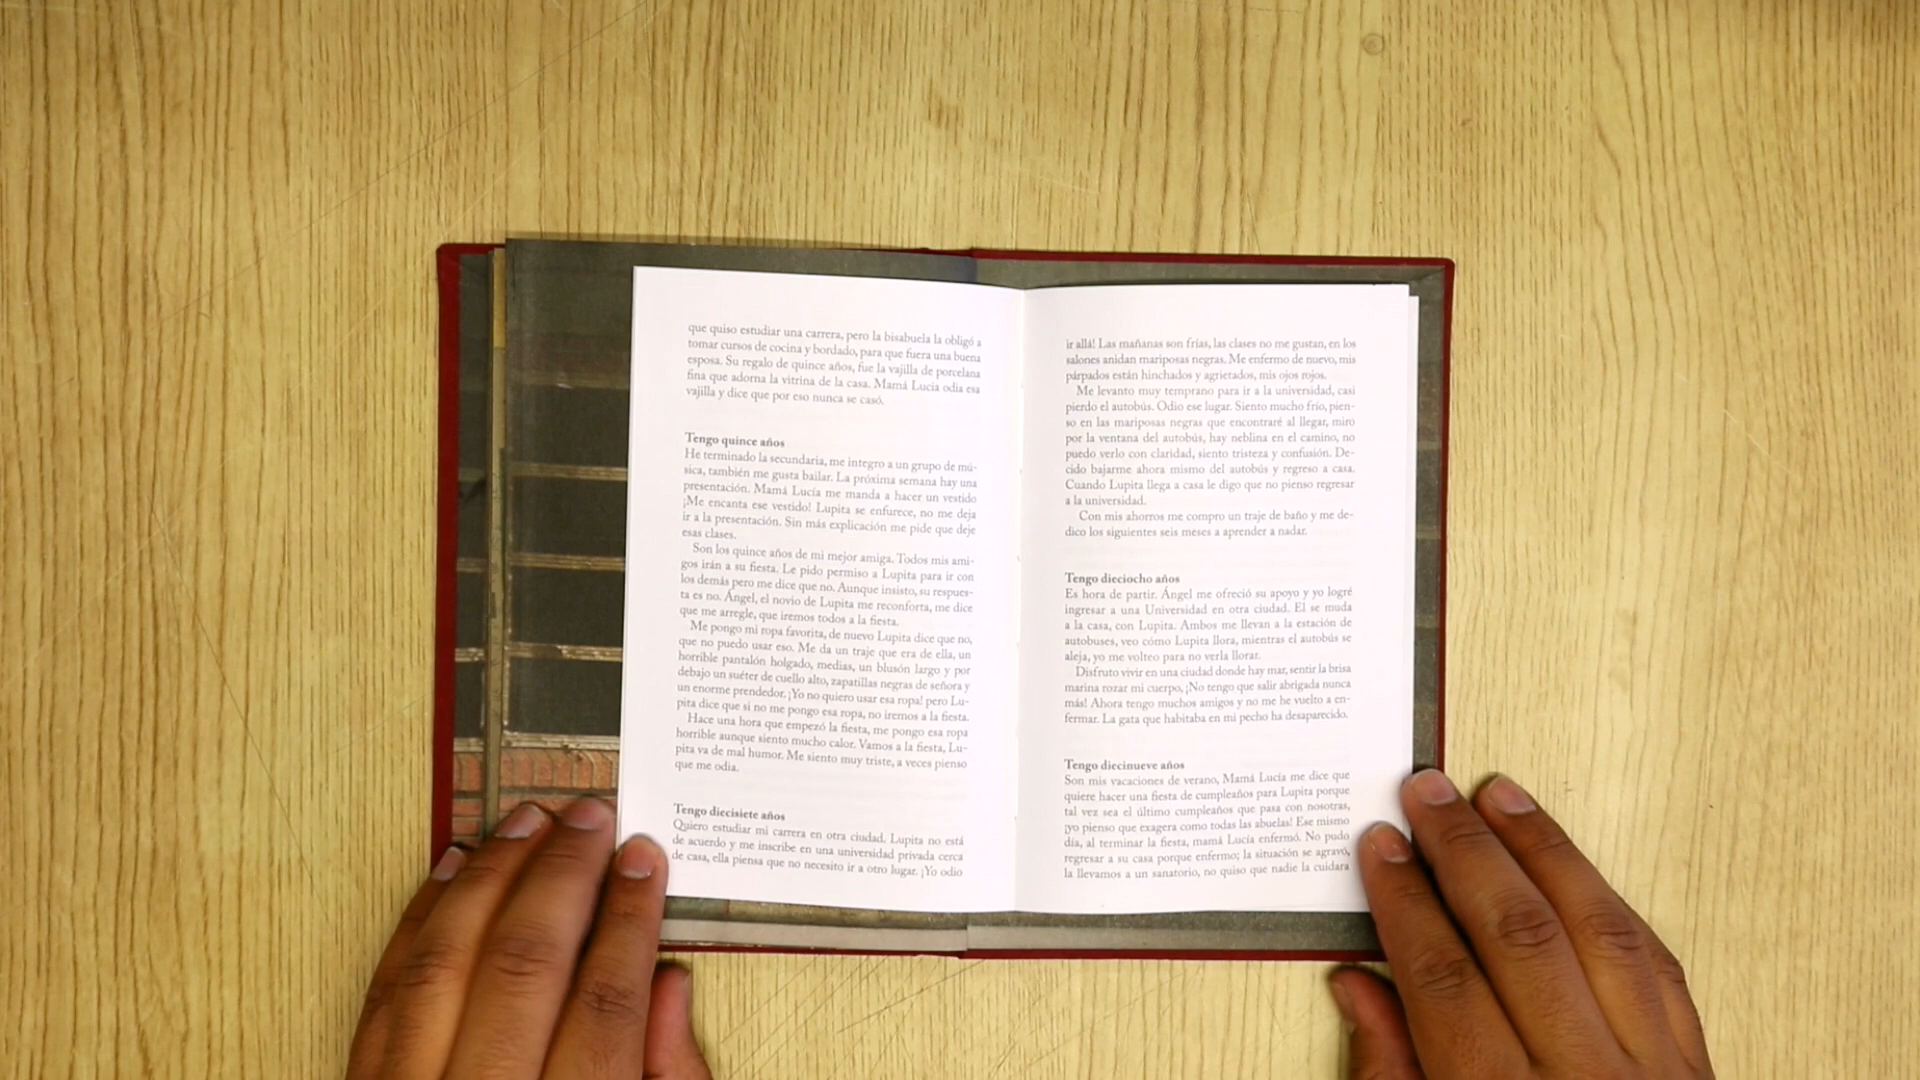 que quiso estudiar una carrera, pero la bisabuela la obligó a
tomar cursos de cocina y bordado, para que fuera una buena
esposa. Su regalo de quince años, fue la vajilla de porcelana
fina que adorna la vitrina de la casa. Mamá Lucía odia esa
vajilla y dice que por eso nunca se casó.
Tengo quince años
He terminado la secundaria, me integro a un grupo de mú-
sica, también me gusta bailar. La próxima semana hay una
presentación. Mamá Lucía me manda a hacer un vestido
¡Me encanta ese vestido! Lupita se enfurece, no me deja
ir a la presentación. Sin más explicación me pide que deje
esas clases.
Son los quince años de mi mejor amiga. Todos mis ami-
gos irán a su fiesta. Le pido permiso a Lupita para ir con
los demás pero me dice que no. Aunque insisto, su respues-
ta es no. Ángel, el novio de Lupita me reconforta, me dice
que me arregle, que iremos todos a la fiesta.
Me pongo mi ropa favorita, de nuevo Lupita dice que no,
que no puedo usar eso. Me da un traje que era de ella, un
horrible pantalón holgado, medias, un blusón largo y por
debajo un suéter de cuello alto, zapatillas negras de señora y
un enorme prendedor. ¡Yo no quiero usar esa ropa! pero Lu-
pita dice que si no me pongo esa ropa, no iremos a la fiesta.
Hace una hora que empezó la fiesta, me pongo esa ropa
horrible aunque siento mucho calor. Vamos a la fiesta, Lu-
pita va de mal humor. Me siento muy triste, a veces pienso
que me odia.
Tengo diecisiete años
Quiero estudiar mi carrera en otra ciudad. Lupita no está
de acuerdo y me inscribe en una universidad privada cerca
de casa, ella piensa que no necesito ir a otro lugar. ¡Yo odio
ir allá! Las mañanas son frías, las clases no me gustan, en los
salones anidan mariposas negras. Me enfermo de nuevo, mis
párpados están hinchados y agrietados, mis ojos rojos.
Me levanto muy temprano para ir a la universidad, casi
pierdo el autobús. Odio ese lugar. Siento mucho frío, pien-
so en las mariposas negras que encontraré al llegar, miro
por la ventana del autobús, hay neblina en el camino, no
puedo verlo con claridad, siento tristeza y confusión. De-
cido bajarme ahora mismo del autobús y regreso a casa.
Cuando Lupita llega a casa le digo que no pienso regresar
a la universidad.
Con mis ahorros me compro un traje de baño y me de-
dico los siguientes seis meses a aprender a nadar.
Tengo dieciocho años
Es hora de partir. Ángel me ofreció su apoyo y yo logré
ingresar a una Universidad en otra ciudad. El se muda
a la casa, con Lupita. Ambos me llevan a la estación de
autobuses, veo cómo Lupita llora, mientras el autobús se
aleja, yo me volteo para no verla llorar.
Disfruto vivir en una ciudad donde hay mar, sentir la brisa
marina rozar mi cuerpo, ¡No tengo que salir abrigada nunca
más! Ahora tengo muchos amigos y no me he vuelto a en-
fermar. La gata que habitaba en mi pecho ha desaparecido.
Tengo diecinueve años
Son mis vacaciones de verano, Mamá Lucía me dice que
quiere hacer una fiesta de cumpleaños para Lupita porque
tal vez sea el último cumpleaños que pasa con nosotras,
¡yo pienso que exagera como todas las abuelas! Ese mismo
día, al terminar la fiesta, mamá Lucía enfermó. No pudo
regresar a su casa porque enfermo; la situación se agravó,
la llevamos a un sanatorio, no quiso que nadie la cuidara